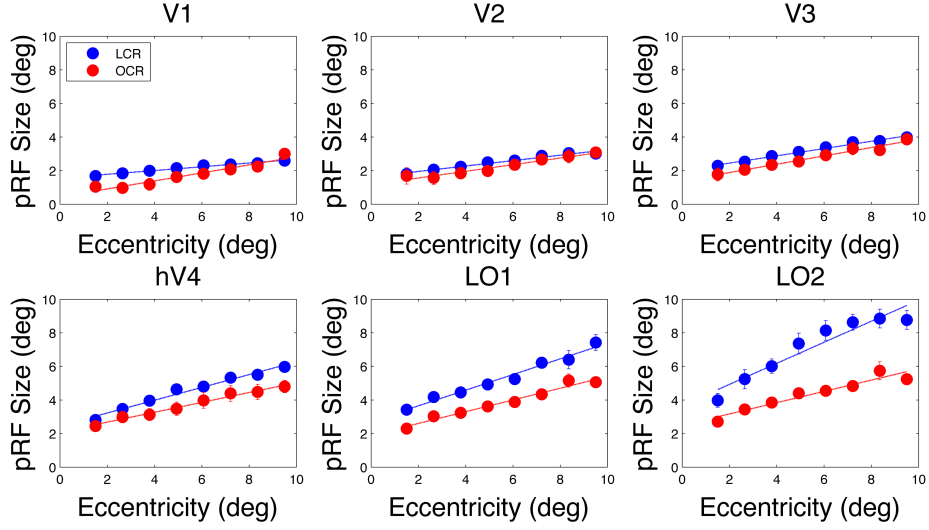 V1
V2
V3
pRF Size (deg)
10
8
6
4
2
0
LCR
OCR
0 2 4 6 8 10
Eccentricity (deg)
pRF Size (deg)
10
8
6
4
2
0
0 2 4 6 8 10
Eccentricity (deg)
pRF Size (deg)
10
8
6
4
2
0
0 2 4 6 8 10
Eccentricity (deg)
hV4
LO1
LO2
pRF Size (deg)
10
8
6
4
2
0
0 2 4 6 8 10
Eccentricity (deg)
pRF Size (deg)
10
8
6
4
2
0
0 2 4 6 8 10
Eccentricity (deg)
pRF Size (deg)
10
8
6
4
2
0
0 2 4 6 8 10
Eccentricity (deg)